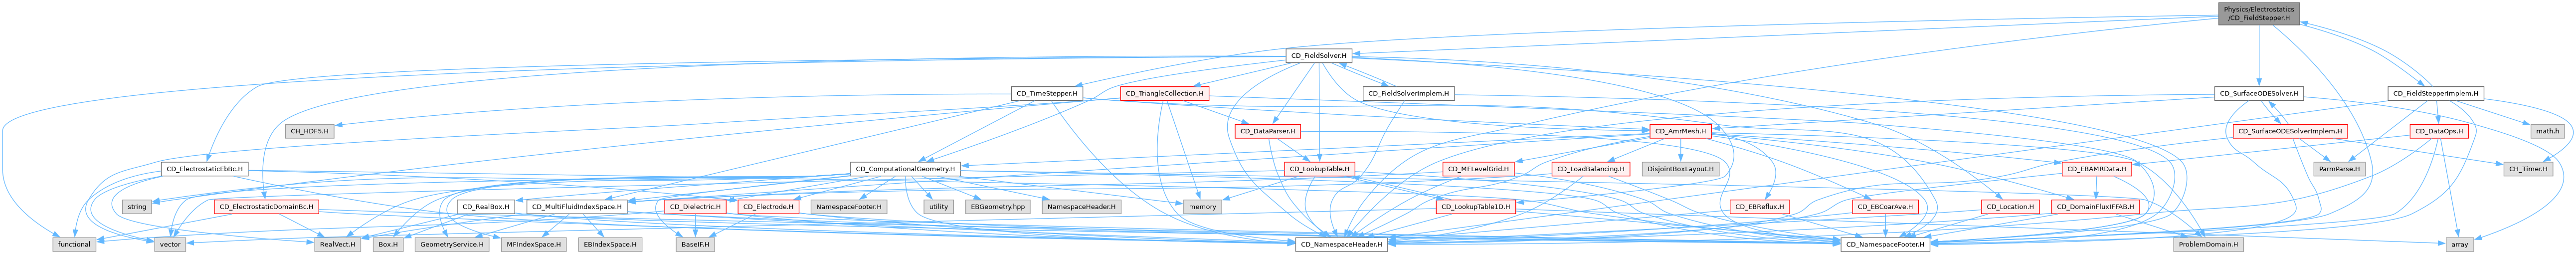 Physics/Electrostatics
/CD_FieldStepper.H
CD_FieldSolver.H
CD_TimeStepper.H
CD_TriangleCollection.H
CD_FieldSolverImplem.H
CD_SurfaceODESolver.H
CD_FieldStepperImplem.H
CH_HDF5.H
CD_DataParser.H
CD_AmrMesh.H
CD_SurfaceODESolverImplem.H
CD_DataOps.H
math.h
CD_ElectrostaticEbBc.H
CD_ComputationalGeometry.H
CD_LookupTable.H
CD_MFLevelGrid.H
CD_LoadBalancing.H
DisjointBoxLayout.H
CD_EBAMRData.H
ParmParse.H
CH_Timer.H
string
CD_ElectrostaticDomainBc.H
CD_RealBox.H
CD_MultiFluidIndexSpace.H
CD_Dielectric.H
CD_Electrode.H
NamespaceFooter.H
utility
EBGeometry.hpp
NamespaceHeader.H
memory
CD_LookupTable1D.H
CD_EBReflux.H
CD_EBCoarAve.H
CD_Location.H
CD_DomainFluxIFFAB.H
functional
vector
RealVect.H
Box.H
GeometryService.H
MFIndexSpace.H
EBIndexSpace.H
BaseIF.H
CD_NamespaceHeader.H
CD_NamespaceFooter.H
ProblemDomain.H
array